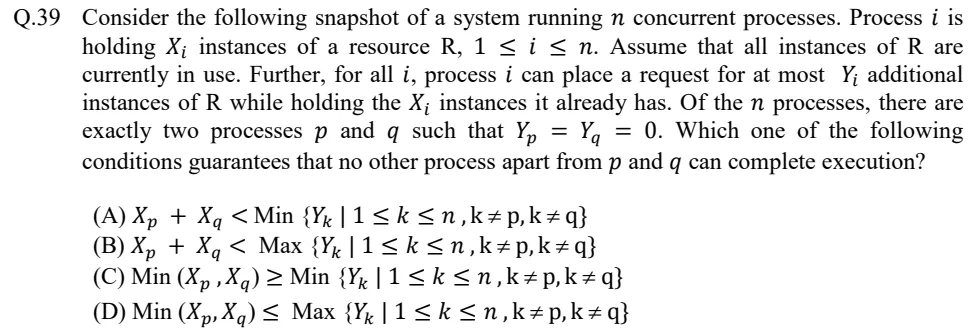 Q.39 Consider the following snapshot of a system running n concurrent processes. Process i is
holding Xᵢ instances of a resource R, 1 ≤ i ≤ n. Assume that all instances of R are
currently in use. Further, for all i, process i can place a request for at most Yᵢ additional
instances of R while holding the Xᵢ instances it already has. Of the n processes, there are
exactly two processes p and q such that Yₚ = Y_q = 0. Which one of the following
conditions guarantees that no other process apart from p and q can complete execution?
(A) Xₚ + X_q < Min {Yₖ | 1 ≤ k ≤ n , k ≠ p, k ≠ q}
(B) Xₚ + X_q < Max {Yₖ | 1 ≤ k ≤ n , k ≠ p, k ≠ q}
(C) Min (Xₚ , X_q) ≥ Min {Yₖ | 1 ≤ k ≤ n , k ≠ p, k ≠ q}
(D) Min (Xₚ, X_q) ≤ Max {Yₖ | 1 ≤ k ≤ n , k ≠ p, k ≠ q}